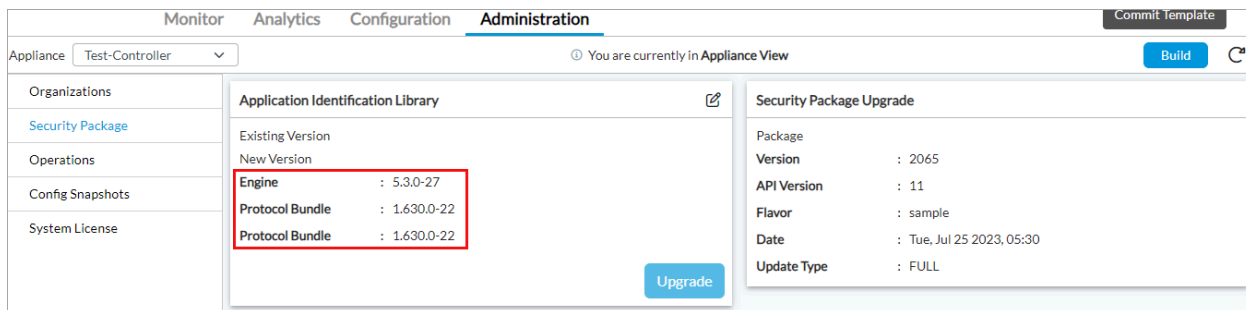 Monitor Analytics Configuration Administration Commit Template
Appliance Test-Controller You are currently in Appliance View Build
Organizations
Security Package
Operations
Config Snapshots
System License
Application Identification Library
Existing Version
New Version
Engine : 5.3.0-27
Protocol Bundle : 1.630.0-22
Protocol Bundle : 1.630.0-22
Upgrade
Security Package Upgrade
Package
Version : 2065
API Version : 11
Flavor : sample
Date : Tue, Jul 25 2023, 05:30
Update Type : FULL